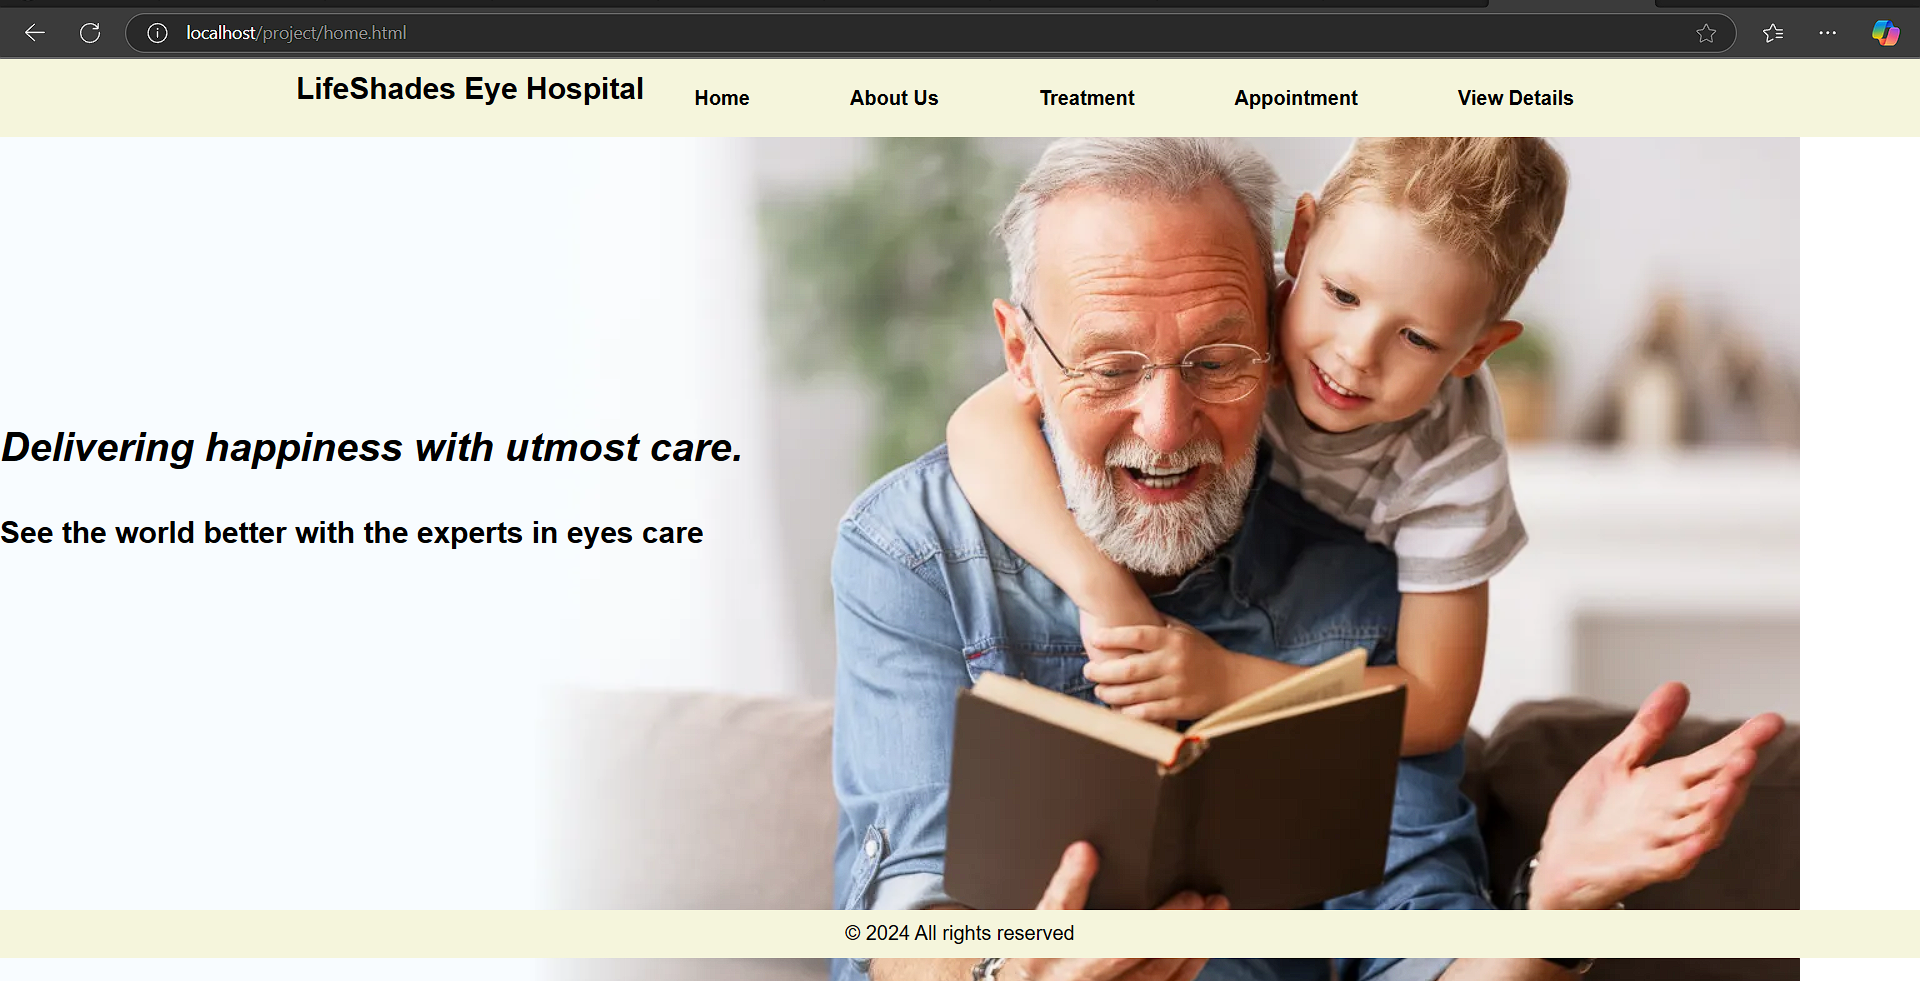 localhost/project/home.html
LifeShades Eye Hospital Home About Us Treatment Appointment View Details
Delivering happiness with utmost care.
See the world better with the experts in eyes care
© 2024 All rights reserved